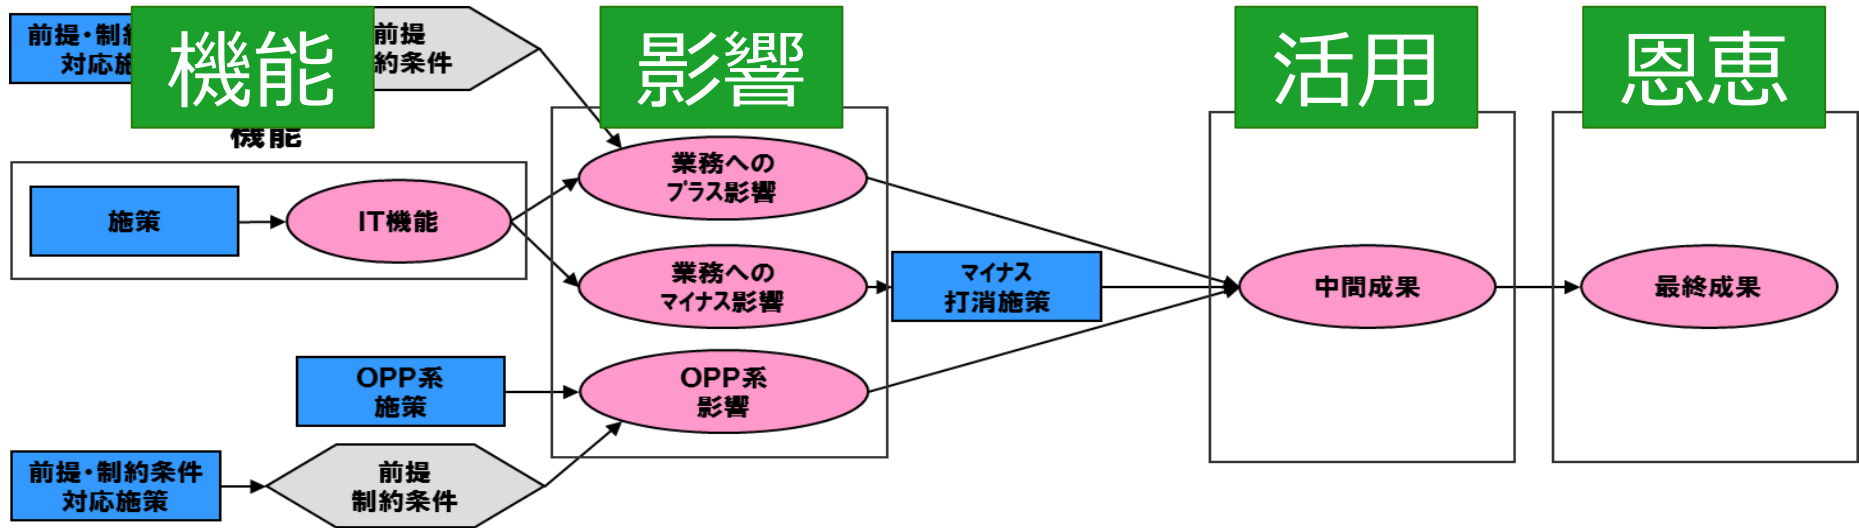 機能
影響
活用
恩恵
前提・制
対応施
前提
約条件
機能
施策
IT機能
業務への
プラス影響
業務への
マイナス影響
マイナス
打消施策
中間成果
最終成果
OPP系
施策
OPP系
影響
前提・制約条件
対応施策
前提
制約条件